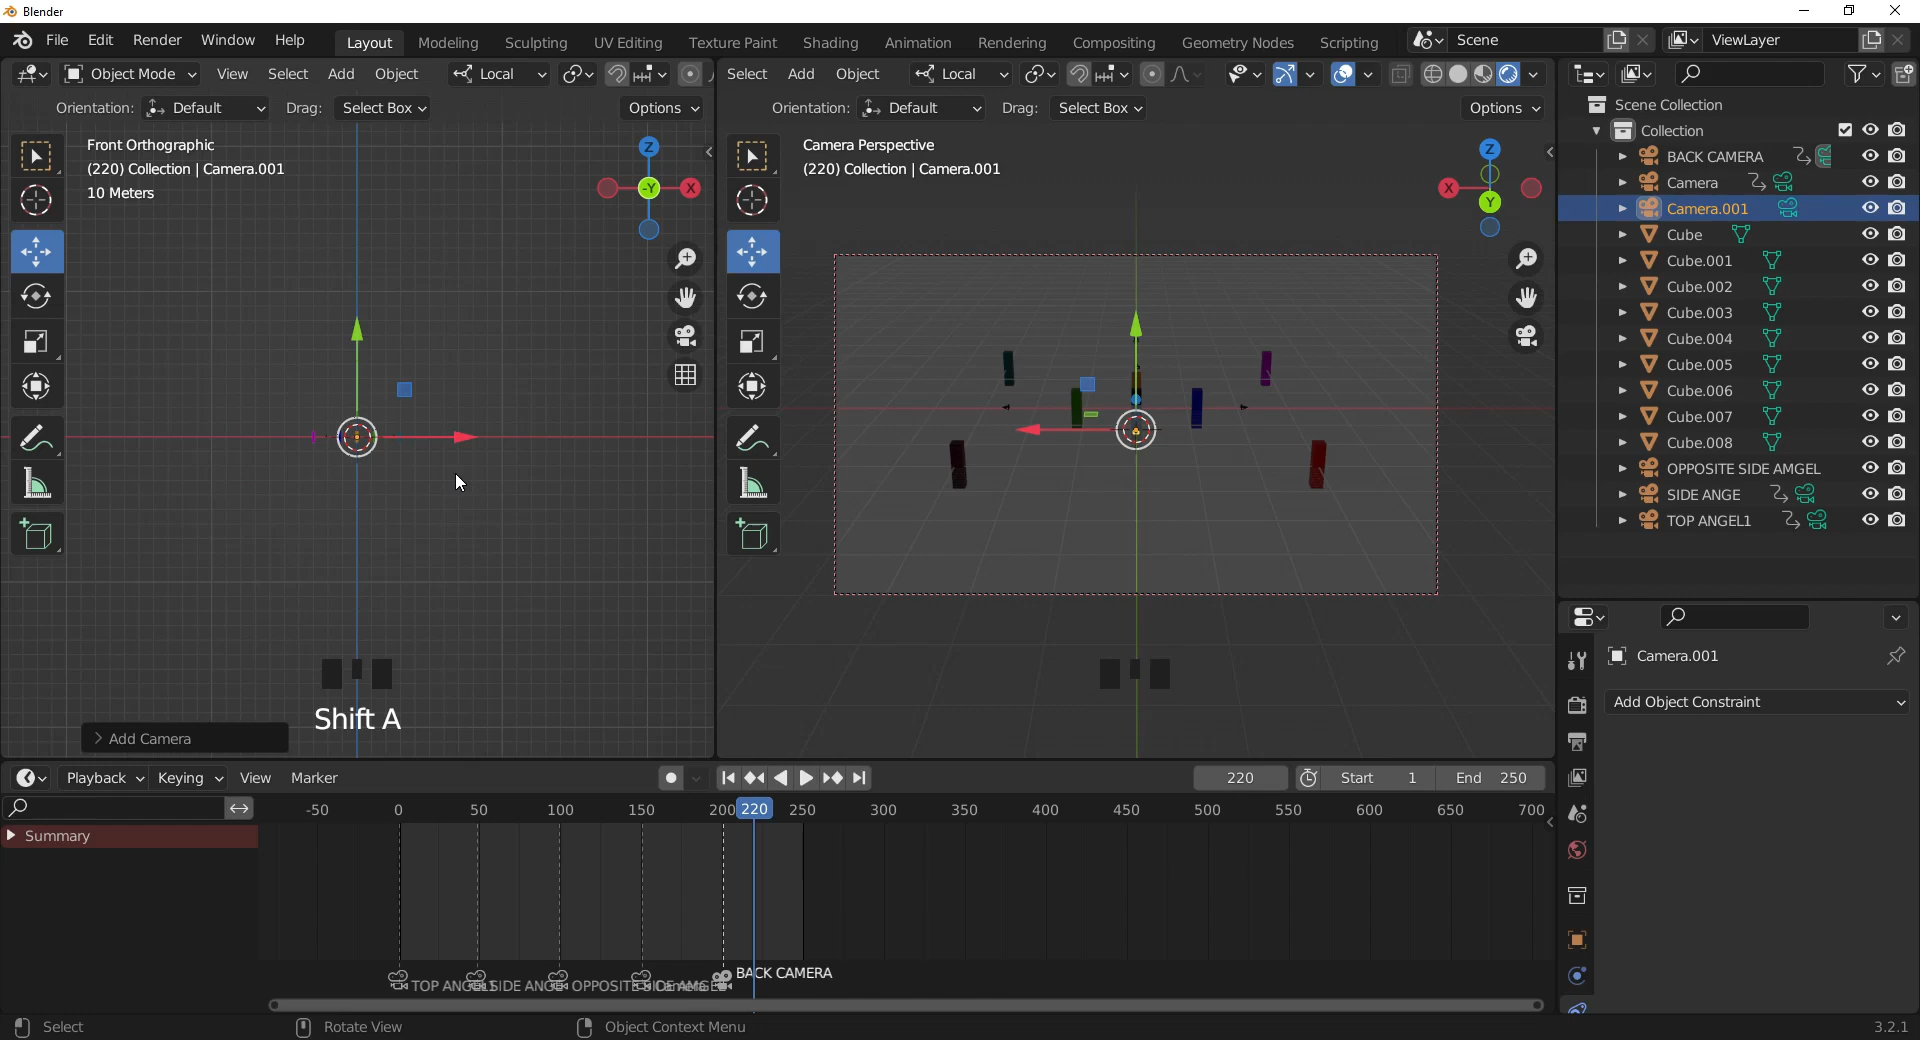 Blender
File Edit Render Window Help Layout Modeling Sculpting UV Editing Texture Paint Shading Animation Rendering Compositing Geometry Nodes Scripting Scene ViewLayer
Object Mode View Select Add Object Local
Select Add Object Local
Orientation: Default Drag: Select Box Options
Orientation: Default Drag: Select Box Options
Front Orthographic
(220) Collection | Camera.001
10 Meters
Z
-Y
X
Camera Perspective
(220) Collection | Camera.001
Z
X
Y
Scene Collection
Collection
BACK CAMERA
Camera
Camera.001
Cube
Cube.001
Cube.002
Cube.003
Cube.004
Cube.005
Cube.006
Cube.007
Cube.008
OPPOSITE SIDE AMGEL
SIDE ANGE
TOP ANGEL1
Camera.001
Add Object Constraint
Shift A
Add Camera
Playback Keying View Marker 220 Start 1 End 250
-50 0 50 100 150 200 220 250 300 350 400 450 500 550 600 650 700
Summary
BACK CAMERA
TOP ANGEL1 SIDE ANGE OPPOSITE SIDE AMGEL
Select Rotate View Object Context Menu 3.2.1